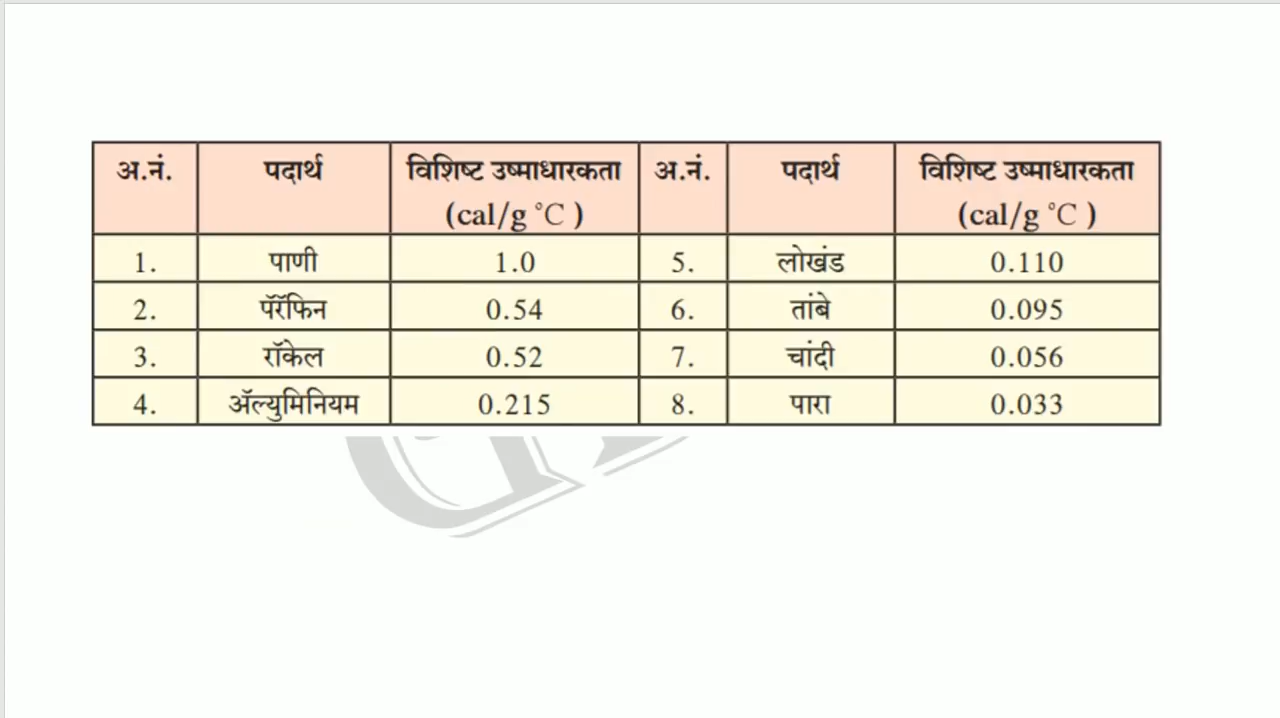 अ.नं. पदार्थ विशिष्ट उष्माधारकता (cal/g °C ) अ.नं. पदार्थ विशिष्ट उष्माधारकता (cal/g °C )
1. पाणी 1.0 5. लोखंड 0.110
2. पॅरॅफिन 0.54 6. तांबे 0.095
3. रॉकेल 0.52 7. चांदी 0.056
4. ॲल्युमिनियम 0.215 8. पारा 0.033